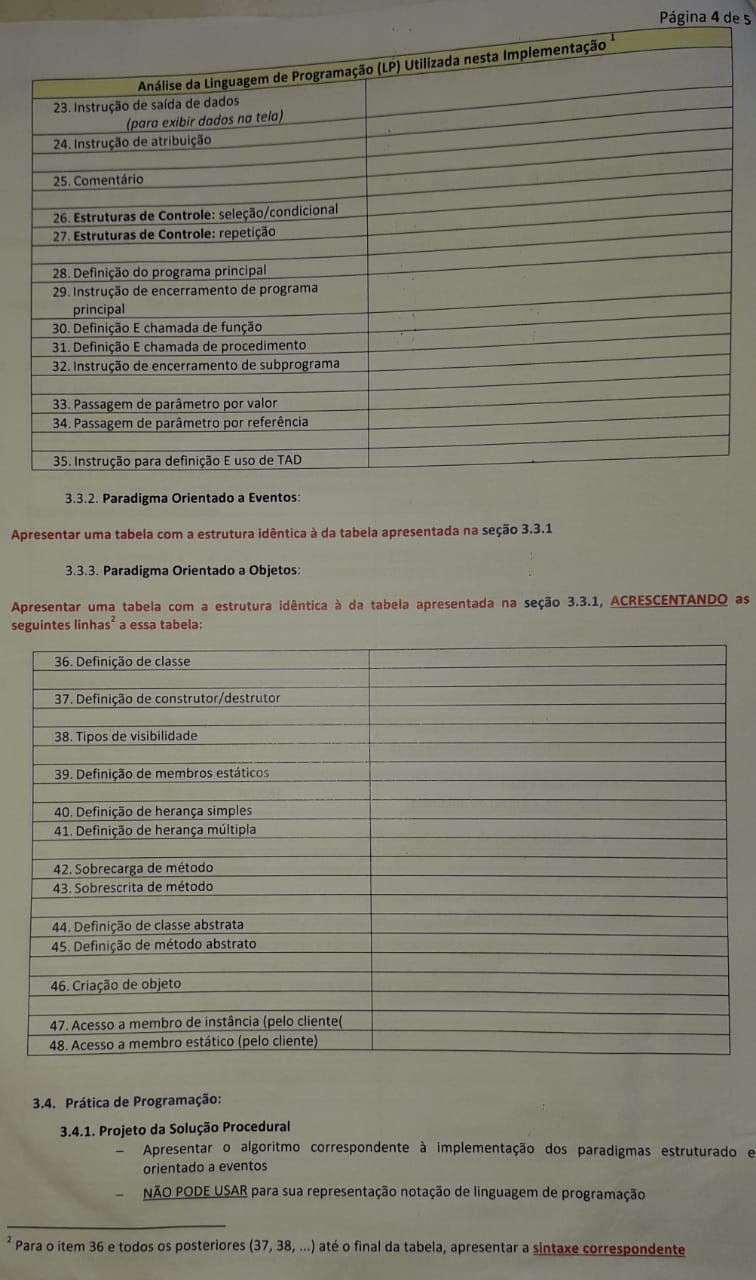 Página 4 de 5
Análise da Linguagem de Programação (LP) Utilizada nesta Implementação 1
23. Instrução de saída de dados
(para exibir dados na tela)
24. Instrução de atribuição
25. Comentário
26. Estruturas de Controle: seleção/condicional
27. Estruturas de Controle: repetição
28. Definição do programa principal
29. Instrução de encerramento de programa
principal
30. Definição E chamada de função
31. Definição E chamada de procedimento
32. Instrução de encerramento de subprograma
33. Passagem de parâmetro por valor
34. Passagem de parâmetro por referência
35. Instrução para definição E uso de TAD
3.3.2. Paradigma Orientado a Eventos:
Apresentar uma tabela com a estrutura idêntica à da tabela apresentada na seção 3.3.1
3.3.3. Paradigma Orientado a Objetos:
Apresentar uma tabela com a estrutura idêntica à da tabela apresentada na seção 3.3.1, ACRESCENTANDO as
seguintes linhas2 a essa tabela:
36. Definição de classe
37. Definição de construtor/destrutor
38. Tipos de visibilidade
39. Definição de membros estáticos
40. Definição de herança simples
41. Definição de herança múltipla
42. Sobrecarga de método
43. Sobrescrita de método
44. Definição de classe abstrata
45. Definição de método abstrato
46. Criação de objeto
47. Acesso a membro de instância (pelo cliente(
48. Acesso a membro estático (pelo cliente)
3.4. Prática de Programação:
3.4.1. Projeto da Solução Procedural
– Apresentar o algoritmo correspondente à implementação dos paradigmas estruturado e
orientado a eventos
– NÃO PODE USAR para sua representação notação de linguagem de programação
2 Para o item 36 e todos os posteriores (37, 38, ...) até o final da tabela, apresentar a sintaxe correspondente